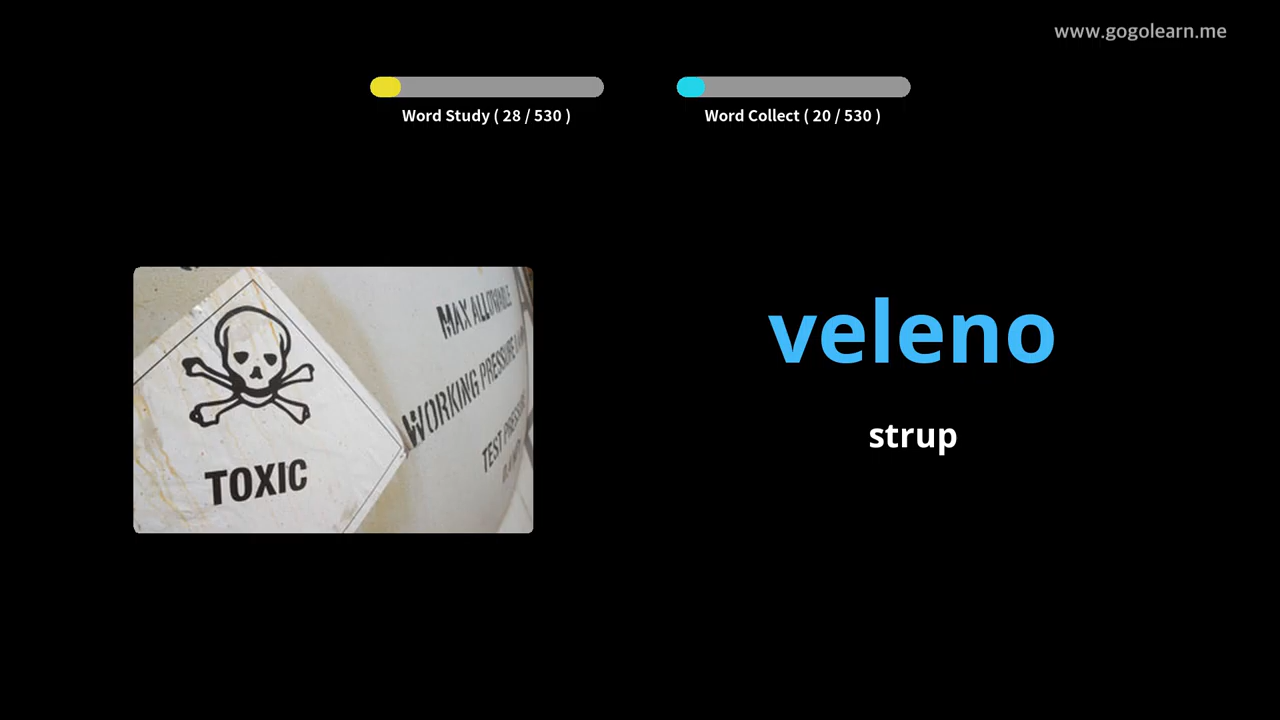 www.gogolearn.me
Word Study ( 28 / 530 )
Word Collect ( 20 / 530 )
TOXIC
MAX ALLOWABLE
WORKING PRESSURE
TEST PRESSURE
veleno
strup